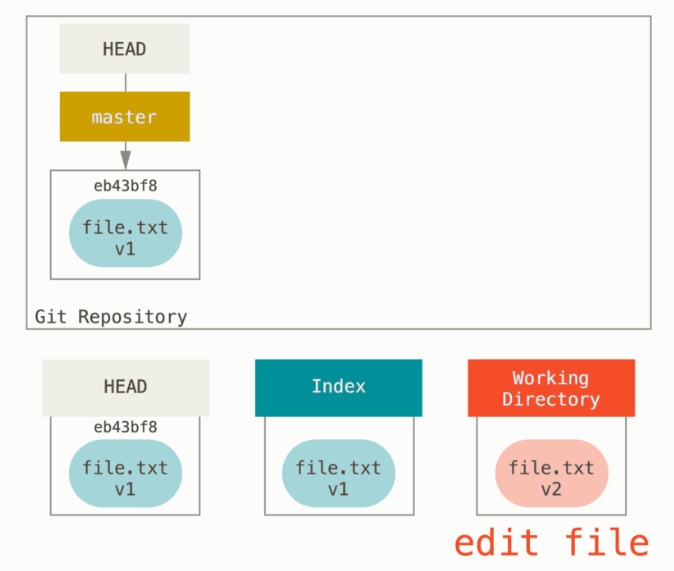 HEAD
master
eb43bf8
file.txt
v1
Git Repository
HEAD
eb43bf8
file.txt
v1
Index
file.txt
v1
Working
Directory
file.txt
v2
edit file